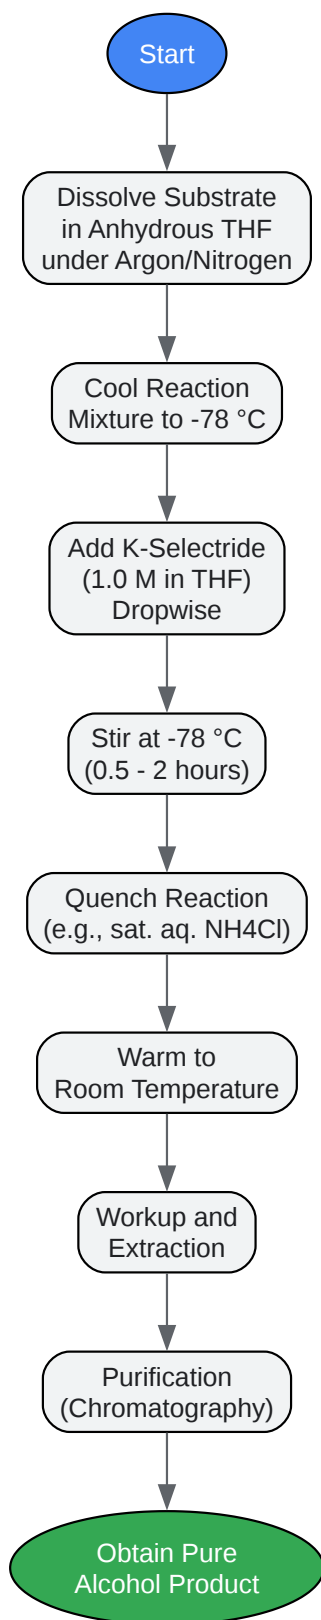 Start
Dissolve Substrate
in Anhydrous THF
under Argon/Nitrogen
Cool Reaction
Mixture to -78 °C
Add K-Selectride
(1.0 M in THF)
Dropwise
Stir at -78 °C
(0.5 - 2 hours)
Quench Reaction
(e.g., sat. aq. NH4Cl)
Warm to
Room Temperature
Workup and
Extraction
Purification
(Chromatography)
Obtain Pure
Alcohol Product